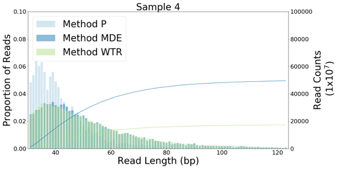 Sample 4
Proportion of Reads
0.10
0.08
0.06
0.04
0.02
0.00
Method P
Method MDE
Method WTR
40
60
80
100
120
Read Length (bp)
100000
80000
60000
40000
20000
0
Read Counts
(1x10⁷)